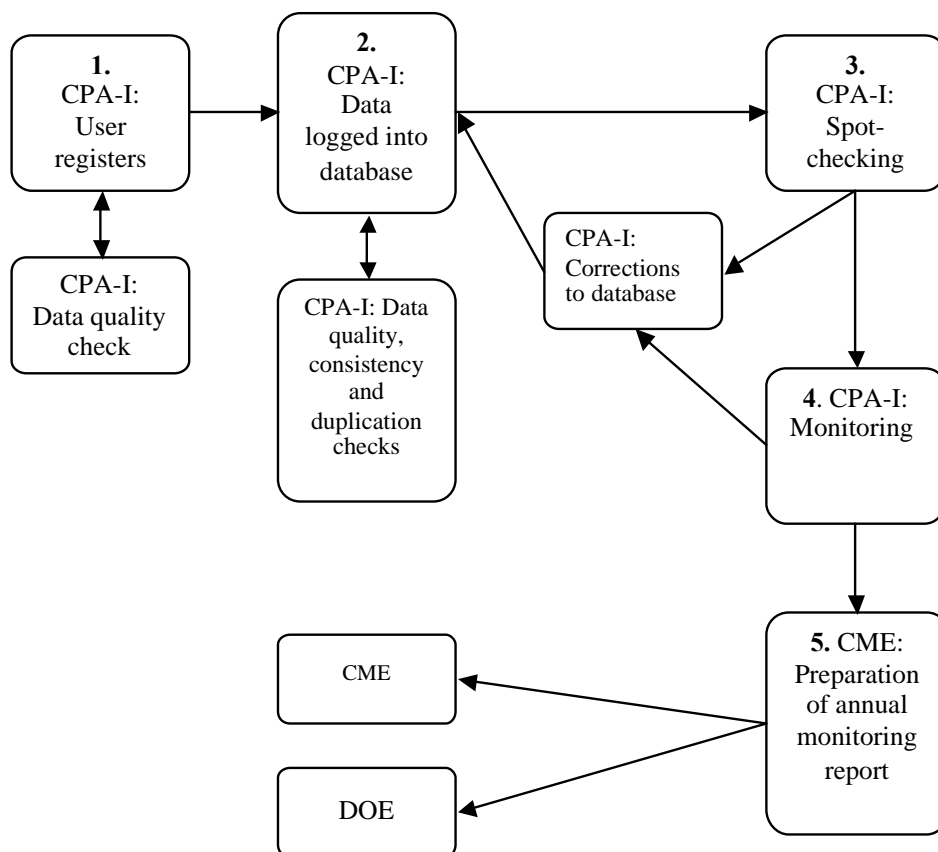 1.
CPA-I:
User
registers
2.
CPA-I:
Data
logged into
database
3.
CPA-I:
Spot-
checking
CPA-I:
Data quality
check
CPA-I: Data
quality,
consistency
and
duplication
checks
CPA-I:
Corrections
to database
4. CPA-I:
Monitoring
5. CME:
Preparation
of annual
monitoring
report
CME
DOE